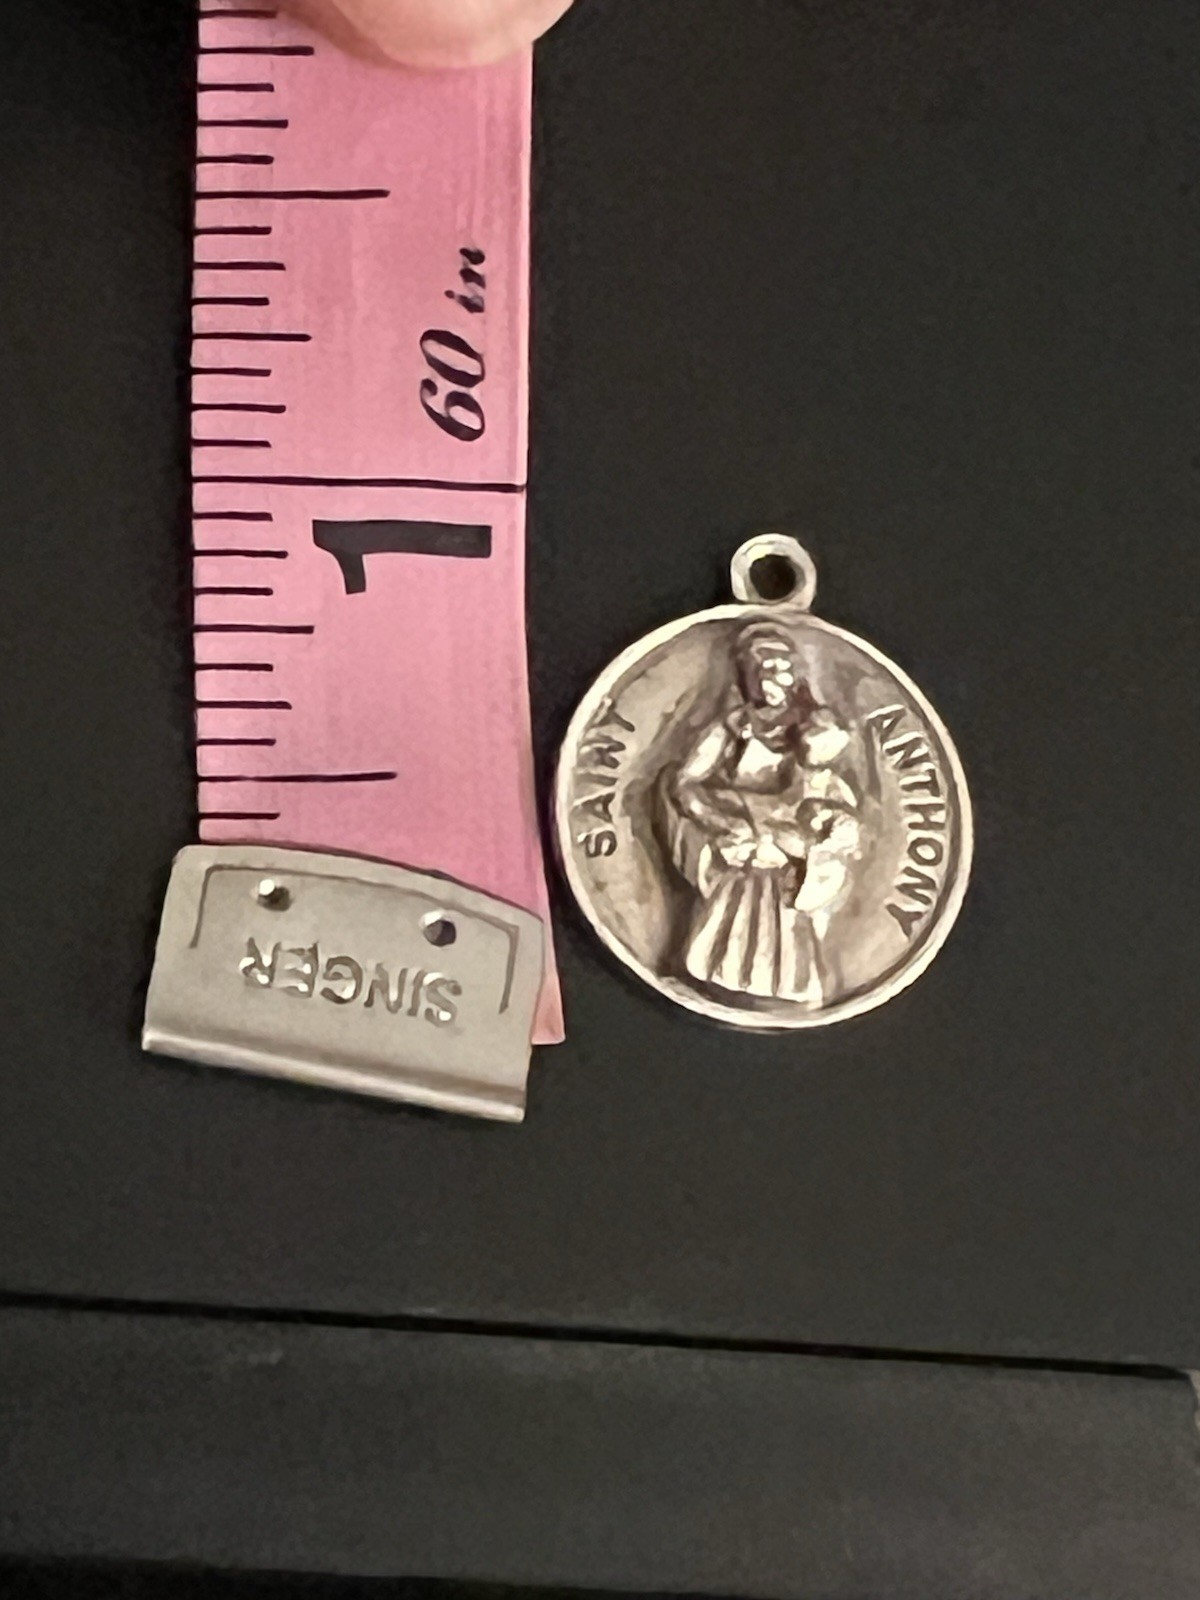 60 in
1
SAINT
ANTHONY
SINGER